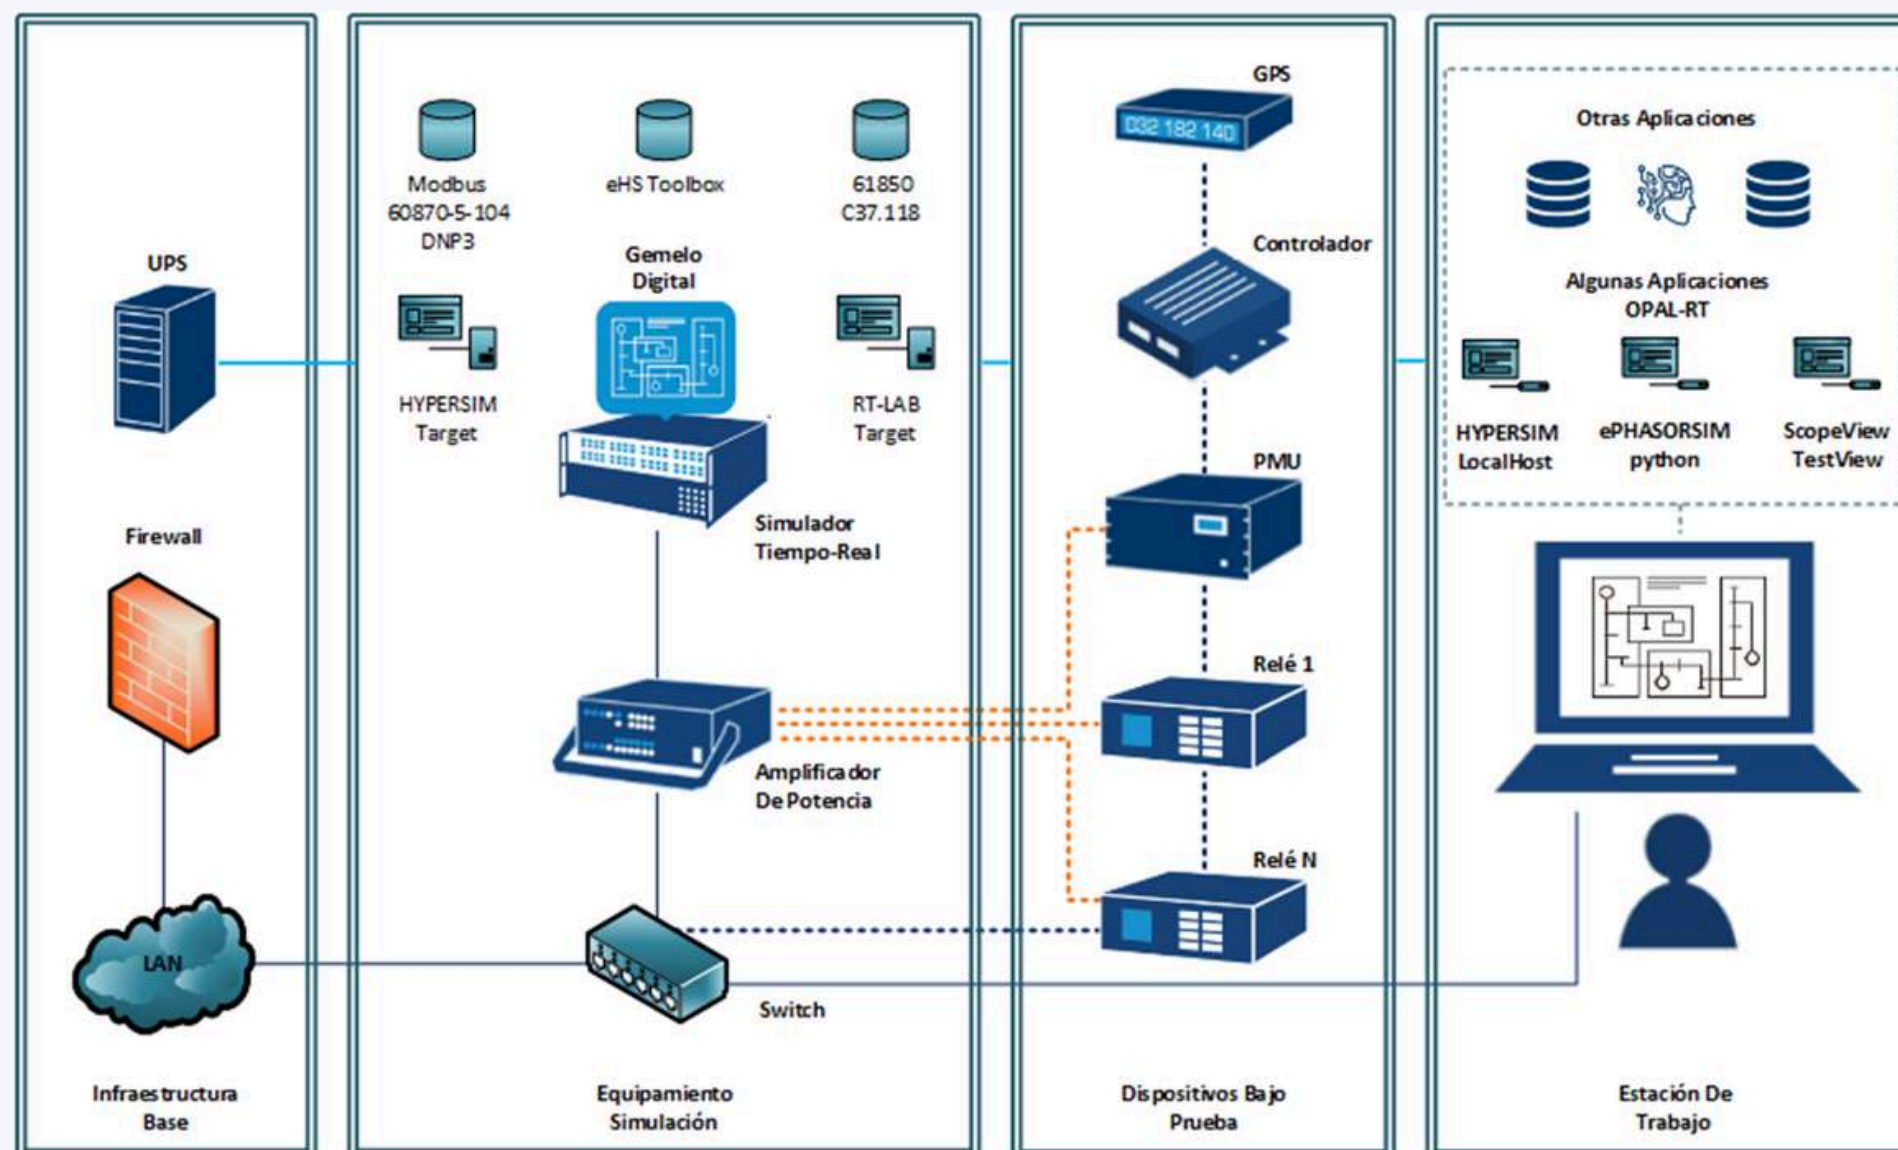 UPS
Firewall
LAN
Infraestructura
Base
Modbus
60870-5-104
DNP3
eHS Toolbox
61850
C37.118
Gemelo
Digital
HYPERSIM
Target
RT-LAB
Target
Simulador
Tiempo-Real
Amplificador
De Potencia
Switch
Equipamiento
Simulación
GPS
032 182 140
Controlador
PMU
Relé 1
Relé N
Dispositivos Bajo
Prueba
Otras Aplicaciones
Algunas Aplicaciones
OPAL-RT
HYPERSIM
LocalHost
ePHASORSIM
python
ScopeView
TestView
Estación De
Trabajo